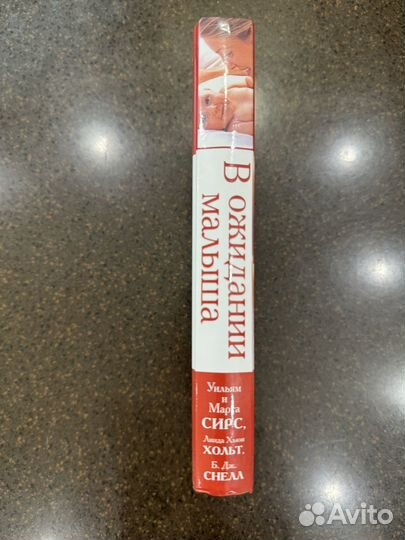 В ожидании
малыша
Уильям
и
Марта
СИРС,
Линда Хьюи
ХОЛЬТ,
Б. Дж.
СНЕЛЛ
Avito